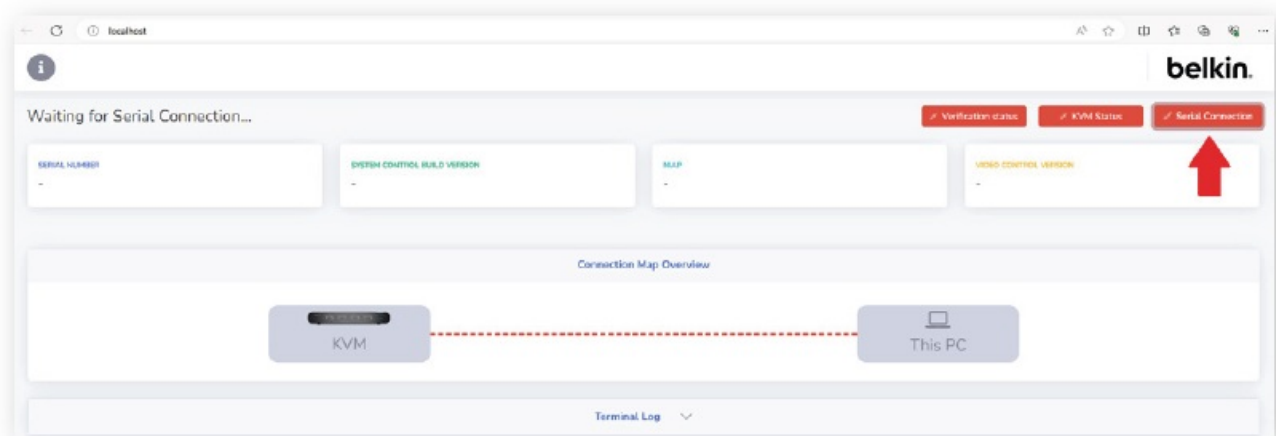 localhost
belkin.
Waiting for Serial Connection...
Verification status
KVM Status
Serial Connection
SERIAL NUMBER
-
SYSTEM CONTROL BUILD VERSION
-
MAP
-
VIDEO CONTROL VERSION
-
Connection Map Overview
KVM
This PC
Terminal Log